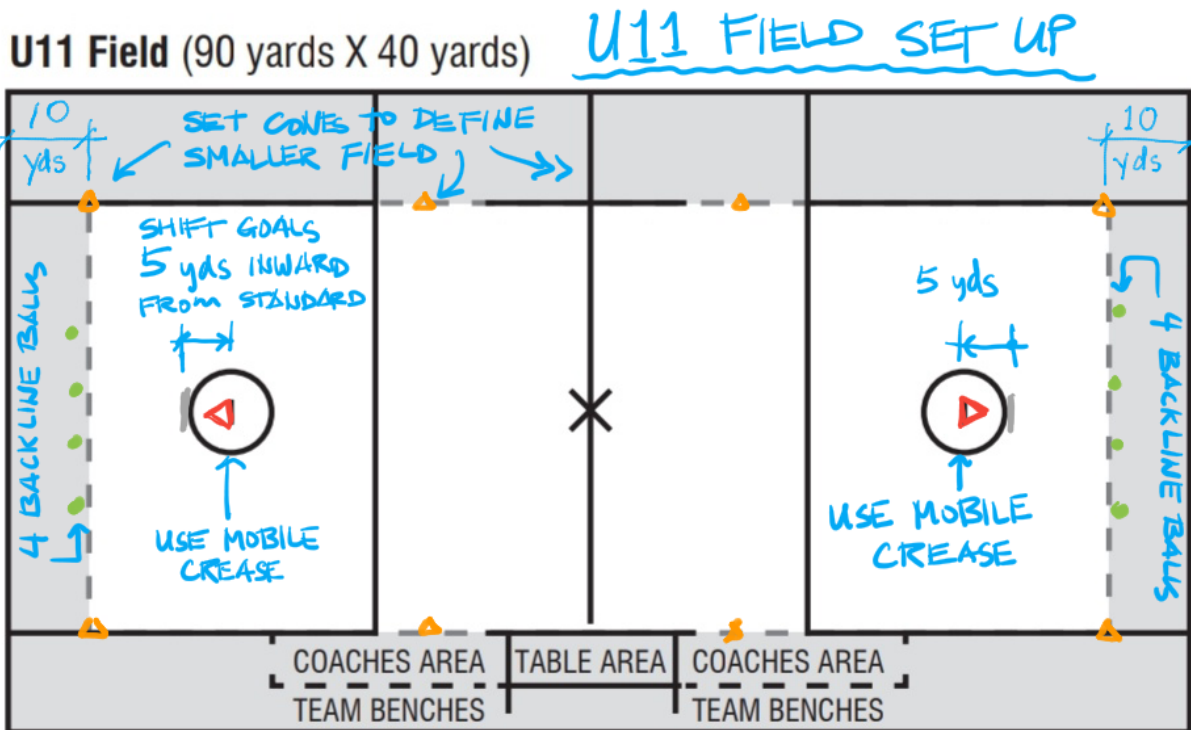 U11 Field (90 yards X 40 yards)
U11 FIELD SET UP
10
yds
SET CONES TO DEFINE
SMALLER FIELD
10
yds
SHIFT GOALS
5 yds INWARD
FROM STANDARD
5 yds
4 BACKLINE BALLS
4 BACKLINE BALLS
USE MOBILE
CREASE
USE MOBILE
CREASE
COACHES AREA
TABLE AREA
COACHES AREA
TEAM BENCHES
TEAM BENCHES